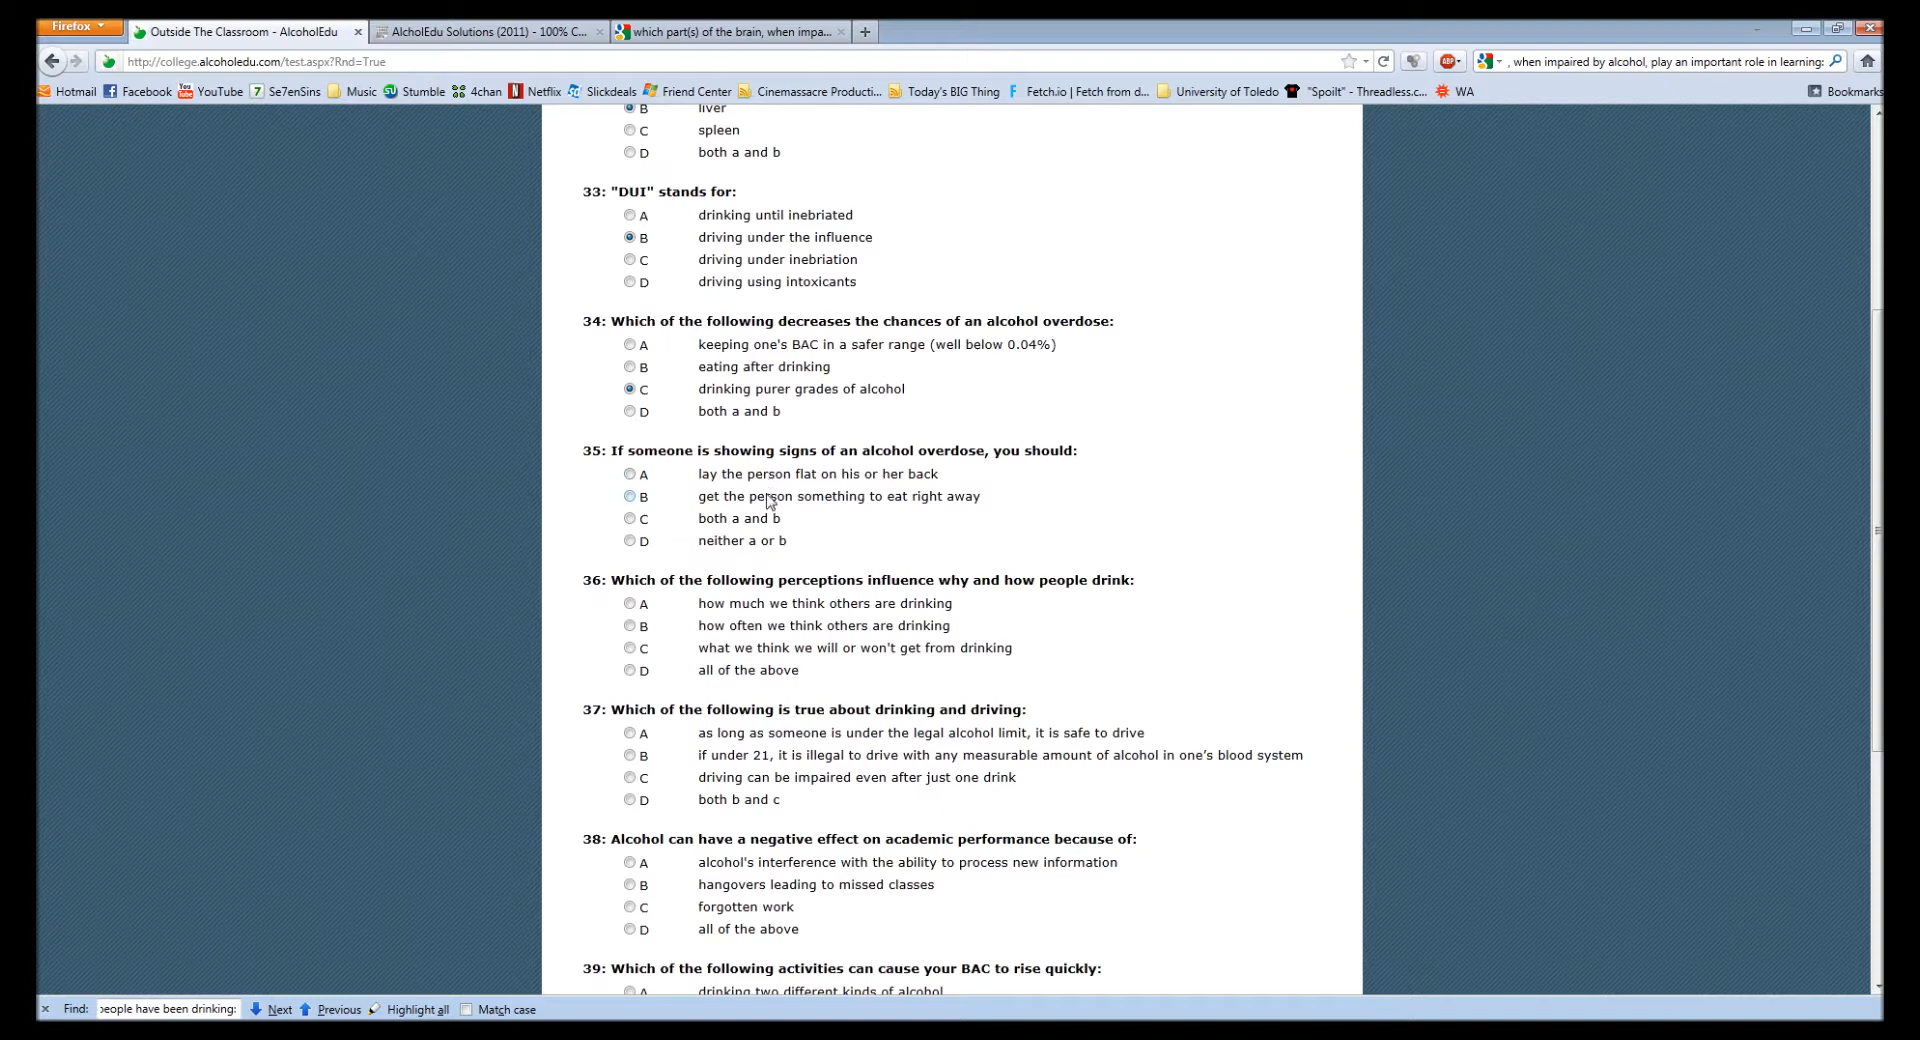 Firefox
Outside The Classroom - AlcoholEdu
AlcholEdu Solutions (2011) - 100% C...
which part(s) of the brain, when impa...
http://college.alcoholedu.com/test.aspx?Rnd=True
ABP
, when impaired by alcohol, play an important role in learning:
Hotmail Facebook YouTube Se7enSins Music Stumble 4chan Netflix Slickdeals Friend Center Cinemassacre Producti... Today's BIG Thing Fetch.io | Fetch from d... University of Toledo "Spoilt" - Threadless.c... WA Bookmarks
B liver
C spleen
D both a and b
33: "DUI" stands for:
A drinking until inebriated
B driving under the influence
C driving under inebriation
D driving using intoxicants
34: Which of the following decreases the chances of an alcohol overdose:
A keeping one's BAC in a safer range (well below 0.04%)
B eating after drinking
C drinking purer grades of alcohol
D both a and b
35: If someone is showing signs of an alcohol overdose, you should:
A lay the person flat on his or her back
B get the person something to eat right away
C both a and b
D neither a or b
36: Which of the following perceptions influence why and how people drink:
A how much we think others are drinking
B how often we think others are drinking
C what we think we will or won't get from drinking
D all of the above
37: Which of the following is true about drinking and driving:
A as long as someone is under the legal alcohol limit, it is safe to drive
B if under 21, it is illegal to drive with any measurable amount of alcohol in one’s blood system
C driving can be impaired even after just one drink
D both b and c
38: Alcohol can have a negative effect on academic performance because of:
A alcohol's interference with the ability to process new information
B hangovers leading to missed classes
C forgotten work
D all of the above
39: Which of the following activities can cause your BAC to rise quickly:
A drinking two different kinds of alcohol
Find: people have been drinking: Next Previous Highlight all Match case